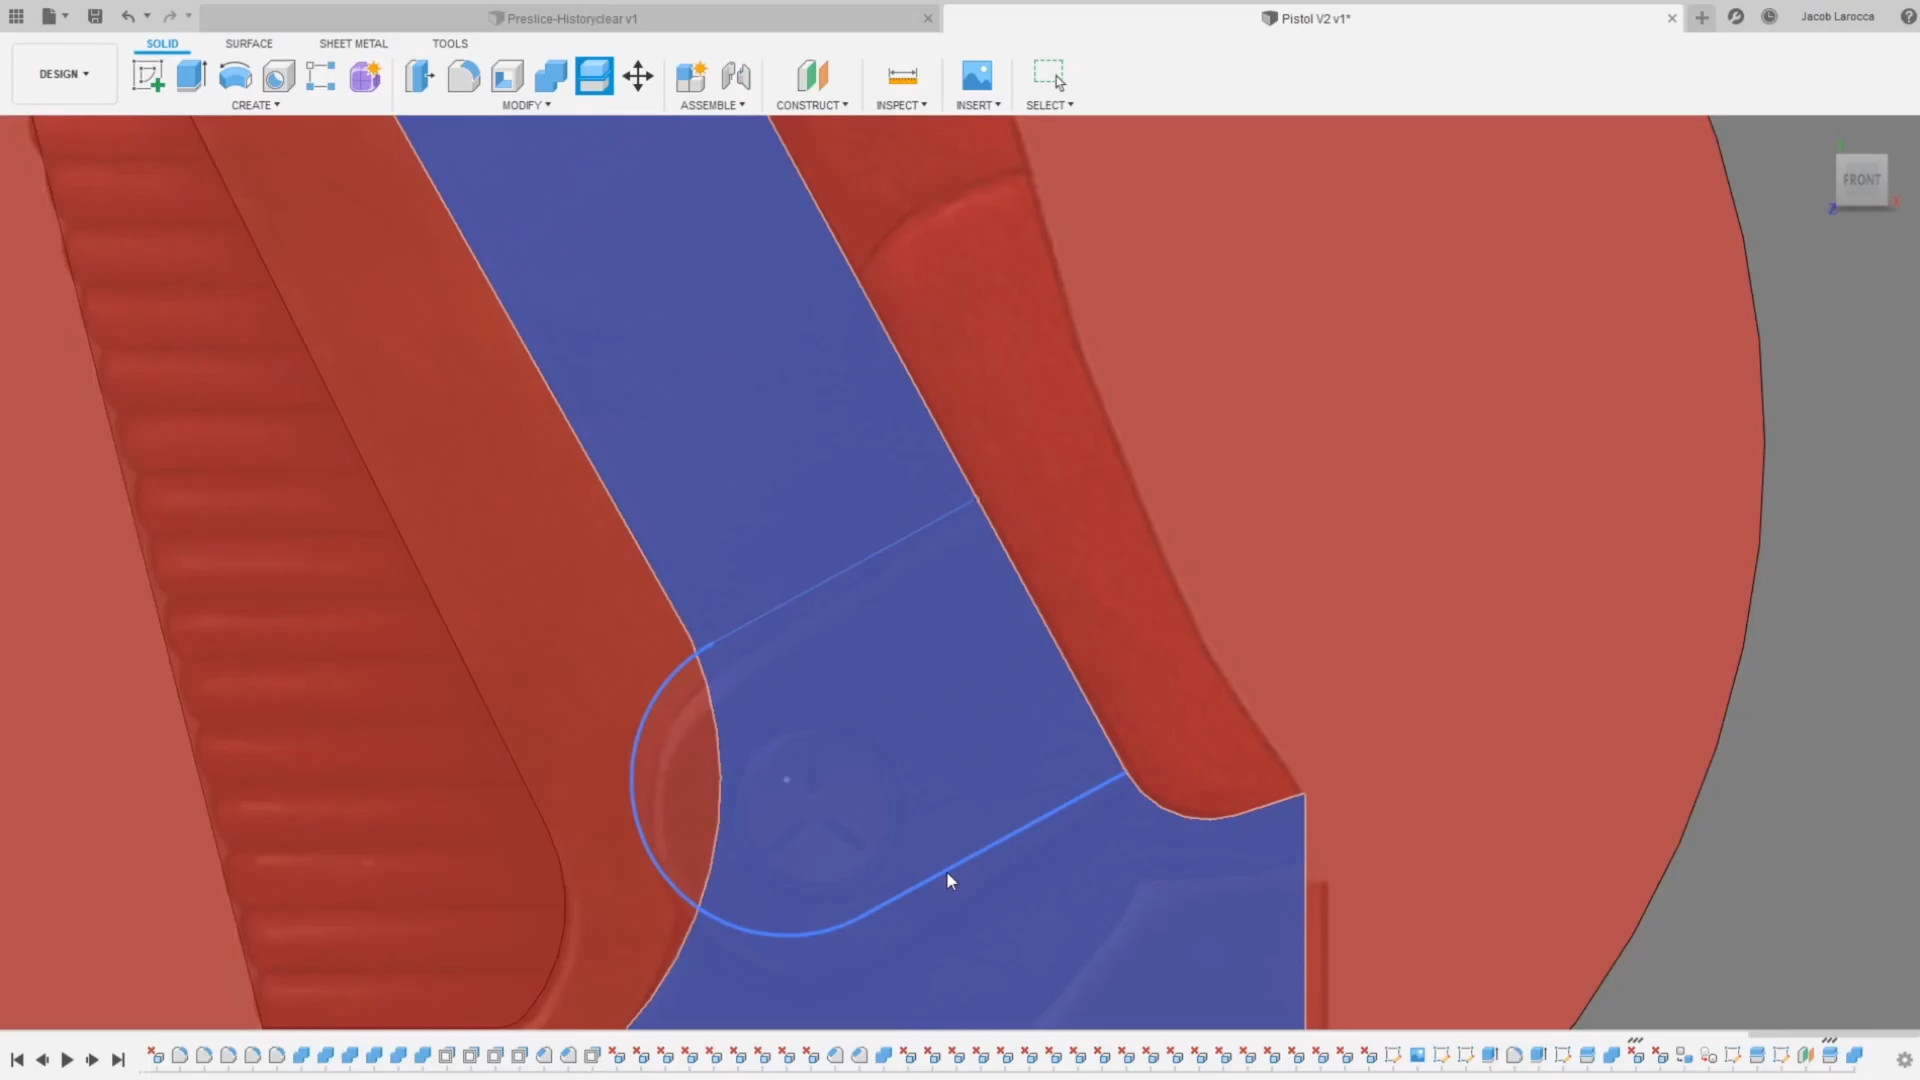 Preslice-Historyclear v1
Pistol V2 v1*
Jacob Larocca
DESIGN
SOLID
SURFACE
SHEET METAL
TOOLS
CREATE
MODIFY
ASSEMBLE
CONSTRUCT
INSPECT
INSERT
SELECT
FRONT
X
Z